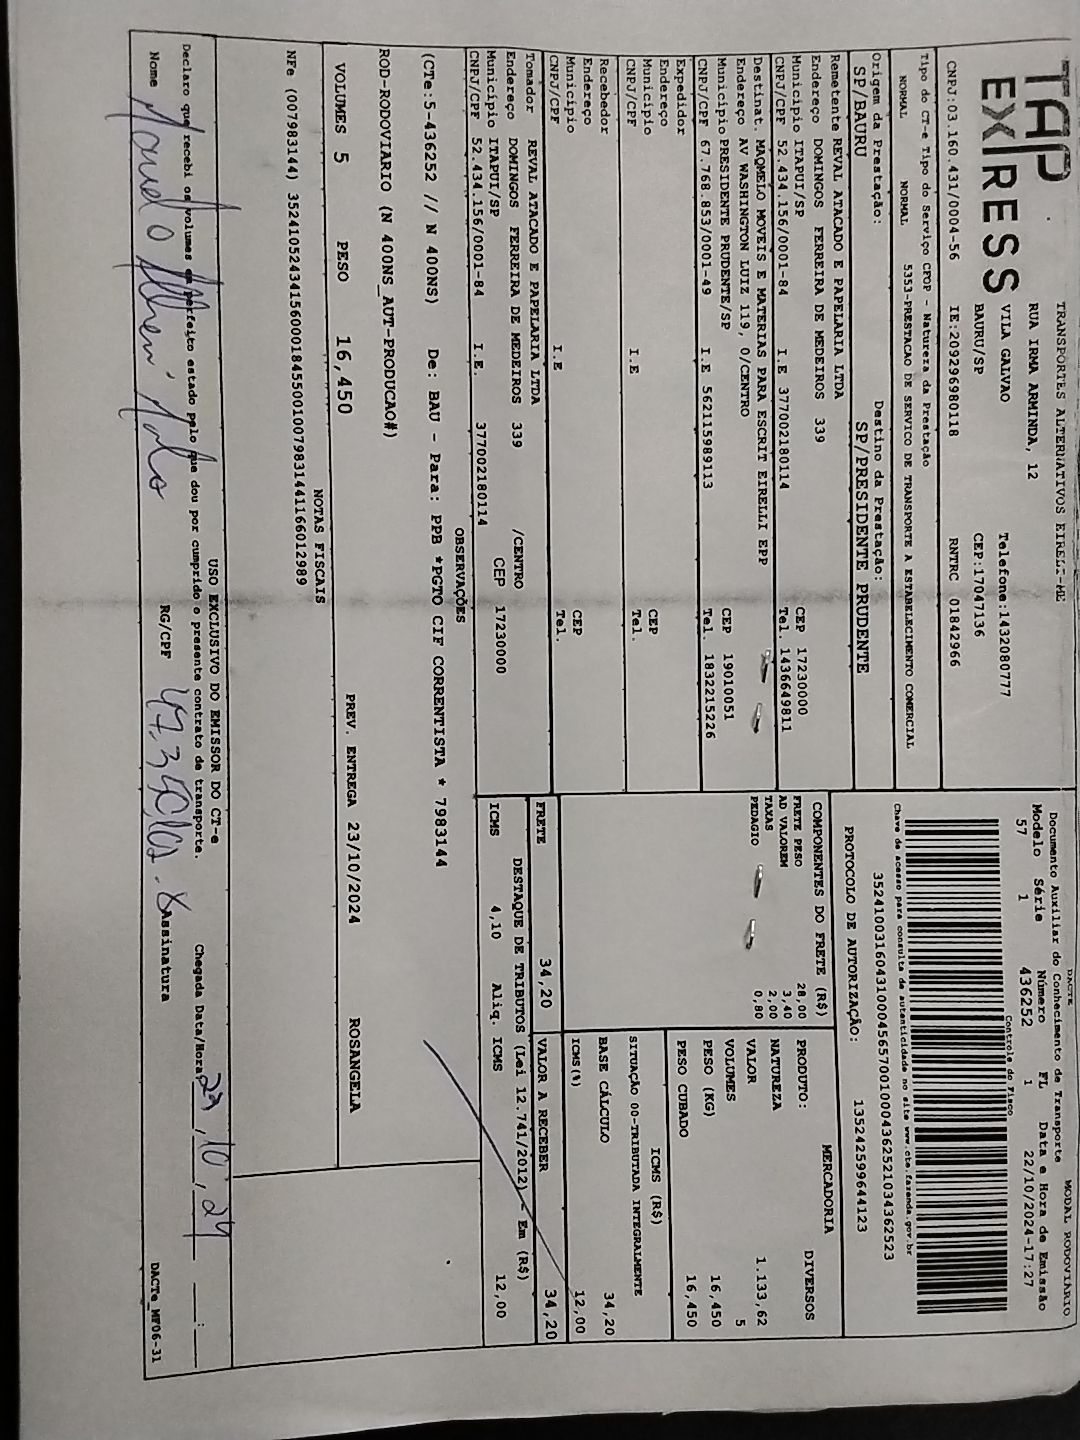 TAP
EXPRESS
TRANSPORTES ALTERNATIVOS EIRELI-ME
RUA IRMA ARMINDA, 12
VILA GALVAO Telefone:1432080777
BAURU/SP CEP:17047136
CNPJ:03.160.431/0004-56 IE:209296980118 RNTRC 01842966
DACTE MODAL RODOVIÁRIO
Documento Auxiliar do Conhecimento de Transporte
Modelo Série Número FL Data e Hora de Emissão
57 1 436252 1 22/10/2024-17:27
Controle do Fisco
Chave de acesso para consulta de autenticidade no site www.cte.fazenda.gov.br
35241003160431000456570010004362521034362523
PROTOCOLO DE AUTORIZAÇÃO: 135242599644123
Tipo do CT-e Tipo do Serviço CFOP - Natureza da Prestação
NORMAL NORMAL 5353-PRESTACAO DE SERVICO DE TRANSPORTE A ESTABELECIMENTO COMERCIAL
Origem da Prestação: Destino da Prestação:
SP/BAURU SP/PRESIDENTE PRUDENTE
Remetente REVAL ATACADO E PAPELARIA LTDA
Endereço DOMINGOS FERREIRA DE MEDEIROS 339
Municipio ITAPUI/SP CEP 17230000
CNPJ/CPF 52.434.156/0001-84 I.E 377002180114 Tel. 1436649811
Destinat. MAQMELO MOVEIS E MATERIAS PARA ESCRIT EIRELLI EPP
Endereço AV WASHINGTON LUIZ 119, 0/CENTRO
Municipio PRESIDENTE PRUDENTE/SP CEP 19010051
CNPJ/CPF 67.768.853/0001-49 I.E 562115989113 Tel. 1832215226
Expedidor
Endereço
Municipio CEP
CNPJ/CPF I.E Tel.
Recebedor
Endereço
Municipio CEP
CNPJ/CPF I.E Tel.
Tomador REVAL ATACADO E PAPELARIA LTDA
Endereço DOMINGOS FERREIRA DE MEDEIROS 339 /CENTRO
Municipio ITAPUI/SP CEP 17230000
CNPJ/CPF 52.434.156/0001-84 I.E. 377002180114
COMPONENTES DO FRETE (R$)
FRETE PESO 28,00
AD VALOREM 3,40
TAXAS 2,00
PEDAGIO 0,80
MERCADORIA
PRODUTO: DIVERSOS
NATUREZA
VALOR 1.133,62
VOLUMES 5
PESO (KG) 16,450
PESO CUBADO 16,450
ICMS (R$)
SITUAÇÃO 00-TRIBUTADA INTEGRALMENTE
BASE CÁLCULO 34,20
ICMS(%) 12,00
FRETE 34,20 VALOR A RECEBER 34,20
DESTAQUE DE TRIBUTOS (Lei 12.741/2012) - Em (R$)
ICMS 4,10 Aliq. ICMS 12,00
OBSERVAÇÕES
(CTe:5-436252 // N 400NS) De: BAU - Para: PPB *PGTO CIF CORRENTISTA * 7983144
ROD-RODOVIARIO (N 400NS_AUT-PRODUCAO#)
VOLUMES 5 PESO 16,450 PREV. ENTREGA 23/10/2024 ROSANGELA
NOTAS FISCAIS
NFe (007983144) 35241052434156000184550010079831441166012989
USO EXCLUSIVO DO EMISSOR DO CT-e
Declaro que recebi os volumes em perfeito estado pelo que dou por cumprido o presente contrato de transporte. Chegada Data/Hora 23,10,24 __:__
Nome RG/CPF Assinatura
DACTe_MF06-31